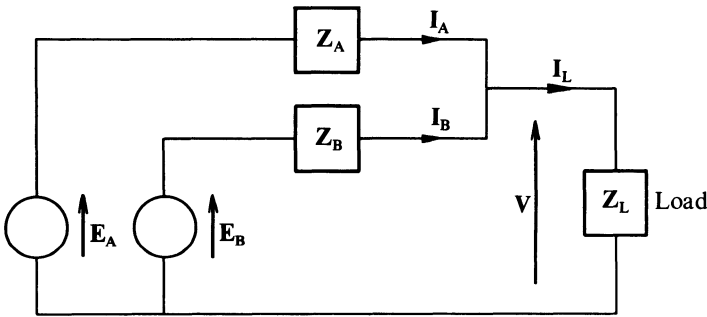 Z_A
I_A
I_L
Z_B
I_B
E_A
E_B
V
Z_L Load